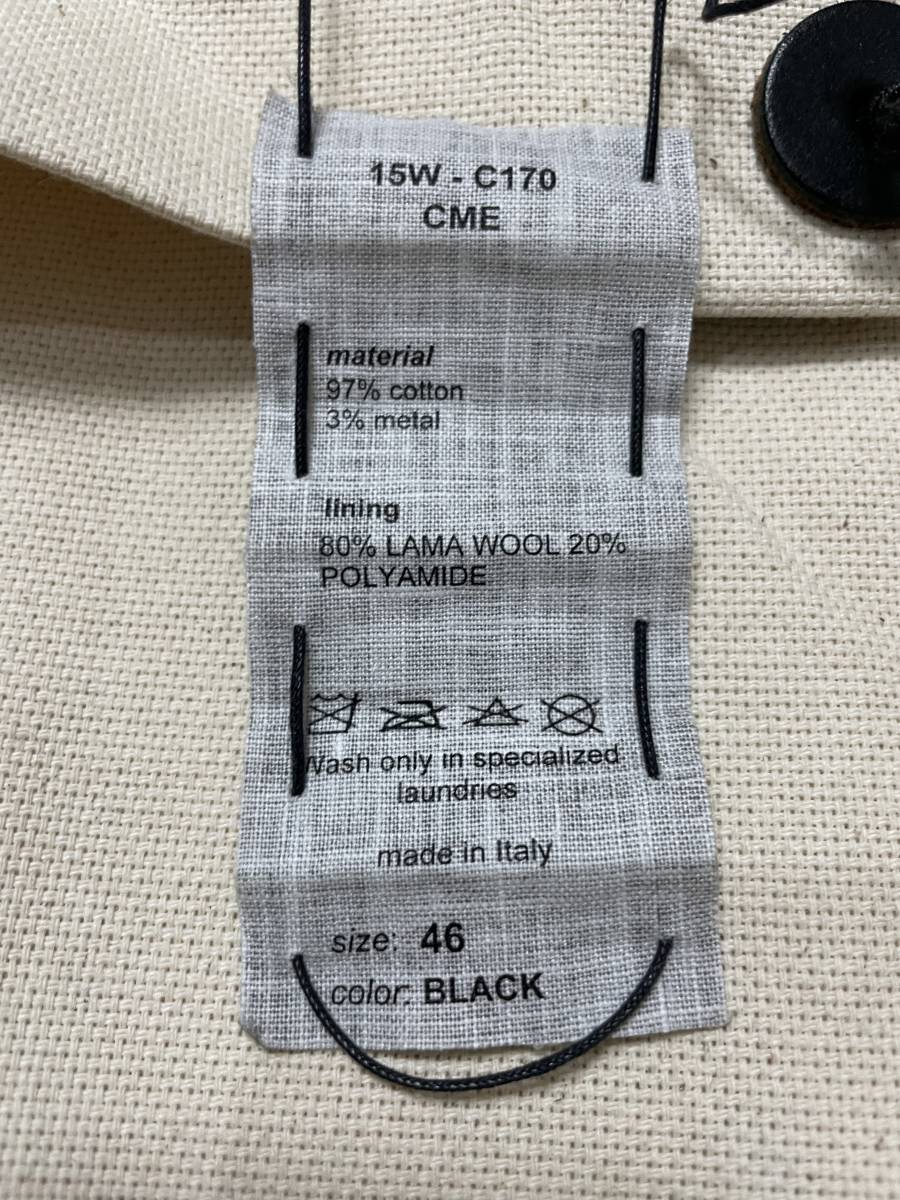 15W - C170
CME
material
97% cotton
3% metal
lining
80% LAMA WOOL 20%
POLYAMIDE
Wash only in specialized
laundries
made in Italy
size: 46
color: BLACK